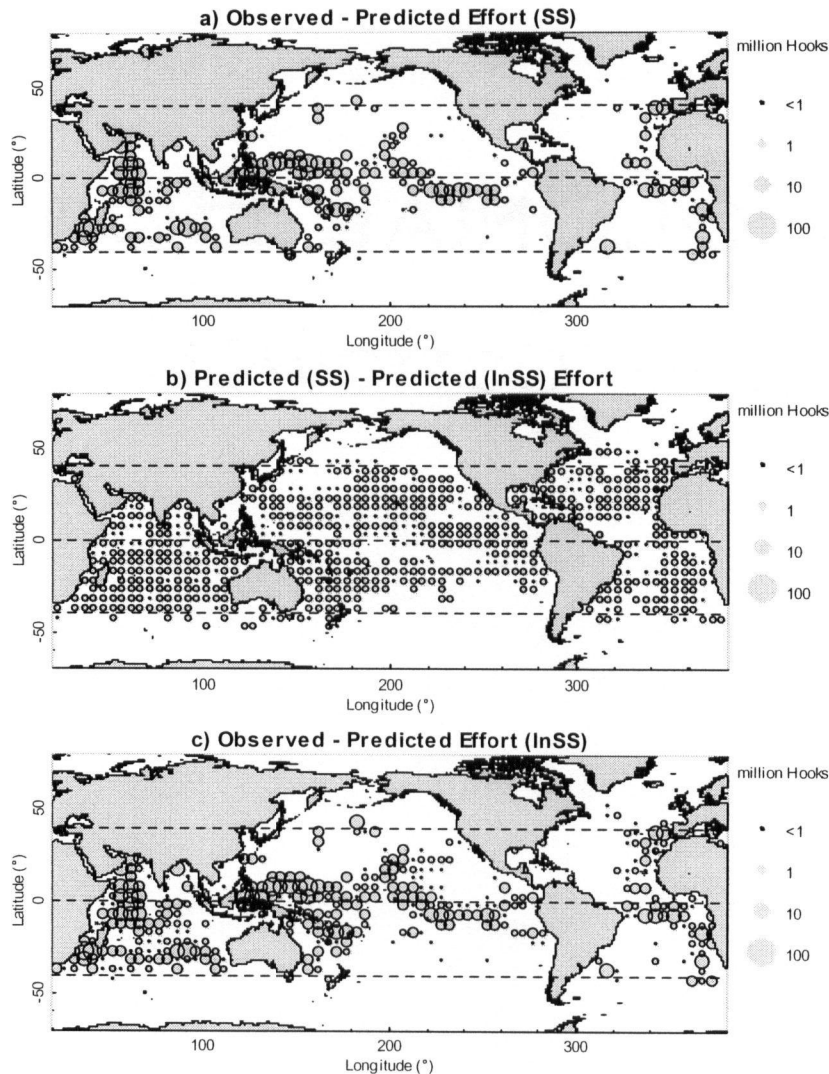 a) Observed - Predicted Effort (SS)
million Hooks
<1
1
10
100
50
0
-50
Latitude (°)
100
200
300
Longitude (°)
b) Predicted (SS) - Predicted (lnSS) Effort
million Hooks
<1
1
10
100
50
0
-50
Latitude (°)
100
200
300
Longitude (°)
c) Observed - Predicted Effort (lnSS)
million Hooks
<1
1
10
100
50
0
-50
Latitude (°)
100
200
300
Longitude (°)